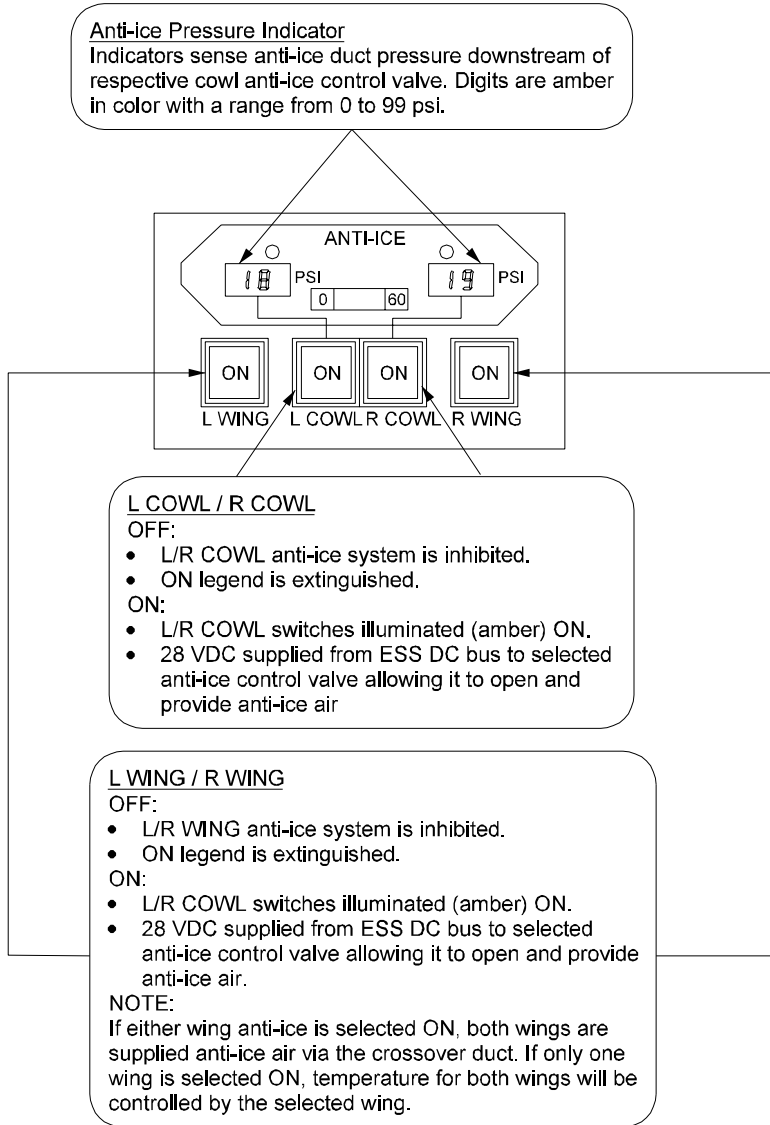 Anti-ice Pressure Indicator
Indicators sense anti-ice duct pressure downstream of
respective cowl anti-ice control valve. Digits are amber
in color with a range from 0 to 99 psi.
ANTI-ICE
18 PSI
19 PSI
0 60
ON ON ON ON
L WING L COWL R COWL R WING
L COWL / R COWL
OFF:
• L/R COWL anti-ice system is inhibited.
• ON legend is extinguished.
ON:
• L/R COWL switches illuminated (amber) ON.
• 28 VDC supplied from ESS DC bus to selected
anti-ice control valve allowing it to open and
provide anti-ice air
L WING / R WING
OFF:
• L/R WING anti-ice system is inhibited.
• ON legend is extinguished.
ON:
• L/R COWL switches illuminated (amber) ON.
• 28 VDC supplied from ESS DC bus to selected
anti-ice control valve allowing it to open and provide
anti-ice air.
NOTE:
If either wing anti-ice is selected ON, both wings are
supplied anti-ice air via the crossover duct. If only one
wing is selected ON, temperature for both wings will be
controlled by the selected wing.